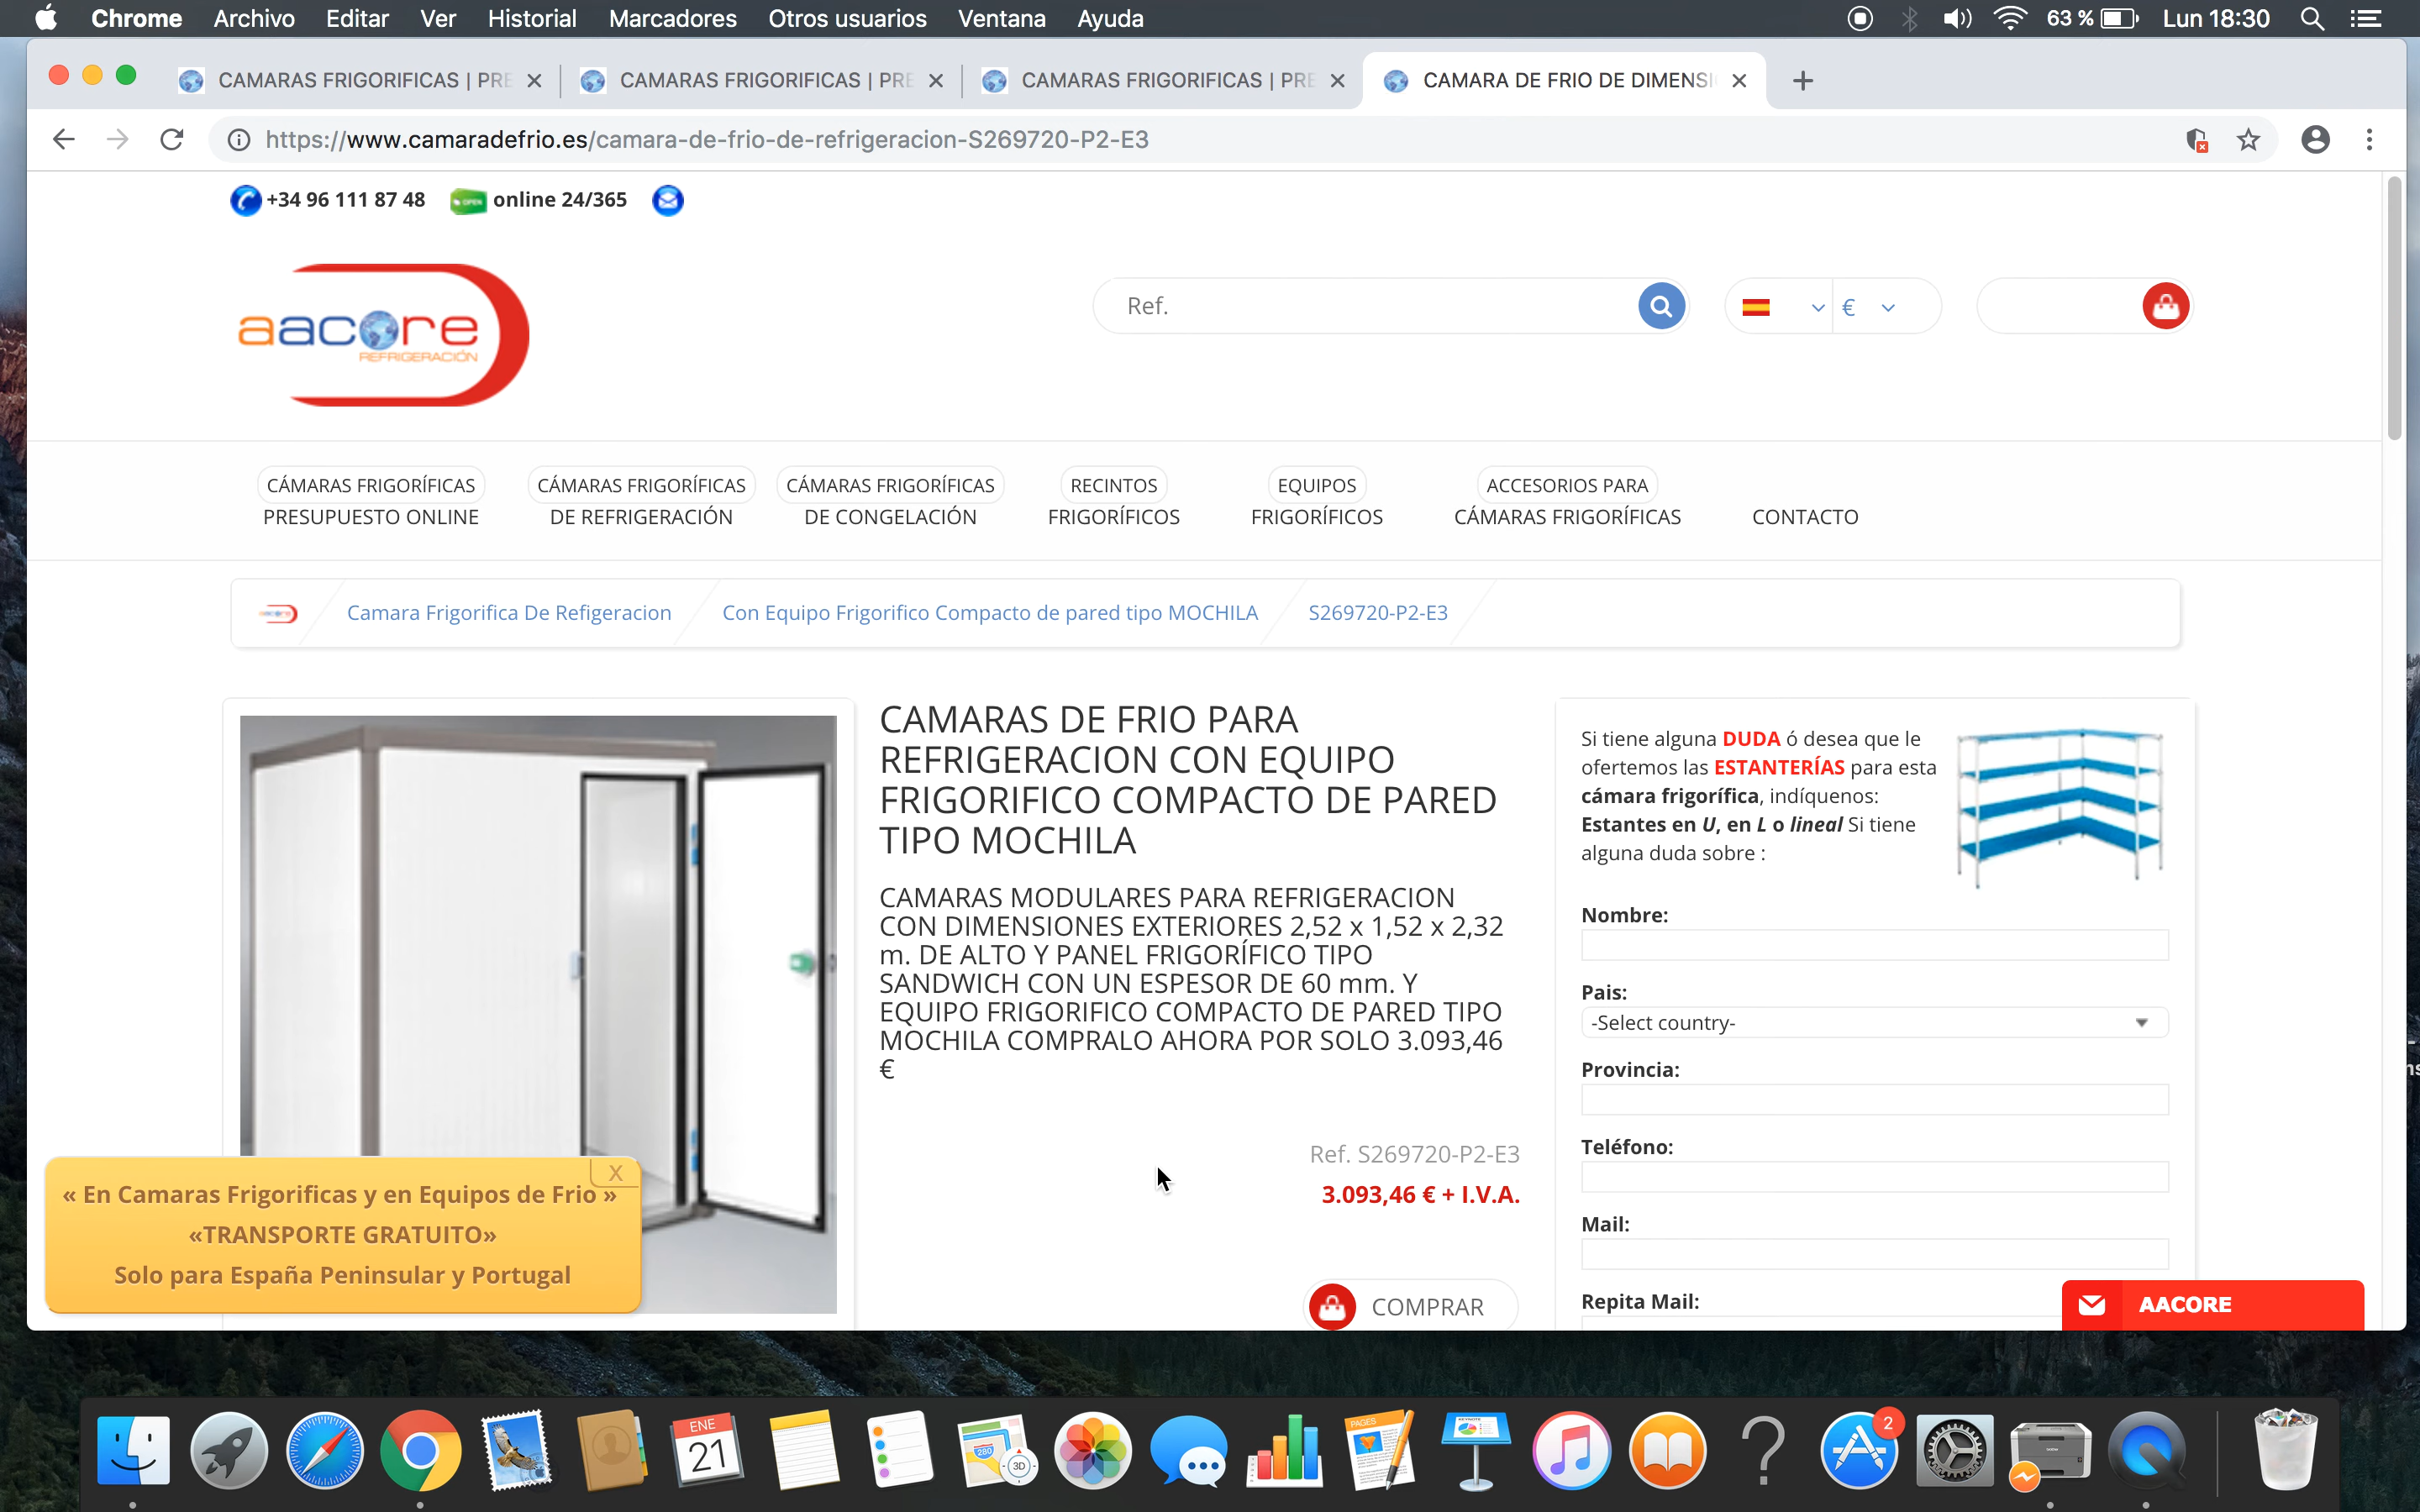 Chrome Archivo Editar Ver Historial Marcadores Otros usuarios Ventana Ayuda 63 % Lun 18:30
CAMARAS FRIGORIFICAS | PRE CAMARAS FRIGORIFICAS | PRE CAMARAS FRIGORIFICAS | PRE CAMARA DE FRIO DE DIMENSI
https://www.camaradefrio.es/camara-de-frio-de-refrigeracion-S269720-P2-E3
+34 96 111 87 48 OPEN online 24/365
aacore
REFRIGERACIÓN
Ref. €
CÁMARAS FRIGORÍFICAS
PRESUPUESTO ONLINE
CÁMARAS FRIGORÍFICAS
DE REFRIGERACIÓN
CÁMARAS FRIGORÍFICAS
DE CONGELACIÓN
RECINTOS
FRIGORÍFICOS
EQUIPOS
FRIGORÍFICOS
ACCESORIOS PARA
CÁMARAS FRIGORÍFICAS
CONTACTO
Camara Frigorifica De Refigeracion Con Equipo Frigorifico Compacto de pared tipo MOCHILA S269720-P2-E3
CAMARAS DE FRIO PARA
REFRIGERACION CON EQUIPO
FRIGORIFICO COMPACTO DE PARED
TIPO MOCHILA
CAMARAS MODULARES PARA REFRIGERACION
CON DIMENSIONES EXTERIORES 2,52 x 1,52 x 2,32
m. DE ALTO Y PANEL FRIGORÍFICO TIPO
SANDWICH CON UN ESPESOR DE 60 mm. Y
EQUIPO FRIGORIFICO COMPACTO DE PARED TIPO
MOCHILA COMPRALO AHORA POR SOLO 3.093,46
€
Ref. S269720-P2-E3
3.093,46 € + I.V.A.
COMPRAR
Si tiene alguna DUDA ó desea que le
ofertemos las ESTANTERÍAS para esta
cámara frigorífica, indíquenos:
Estantes en U, en L o lineal Si tiene
alguna duda sobre :
Nombre:
Pais:
-Select country-
Provincia:
Teléfono:
Mail:
Repita Mail:
AACORE
X
« En Camaras Frigorificas y en Equipos de Frio »
«TRANSPORTE GRATUITO»
Solo para España Peninsular y Portugal
ENE
21
280
3D
PAGES
2